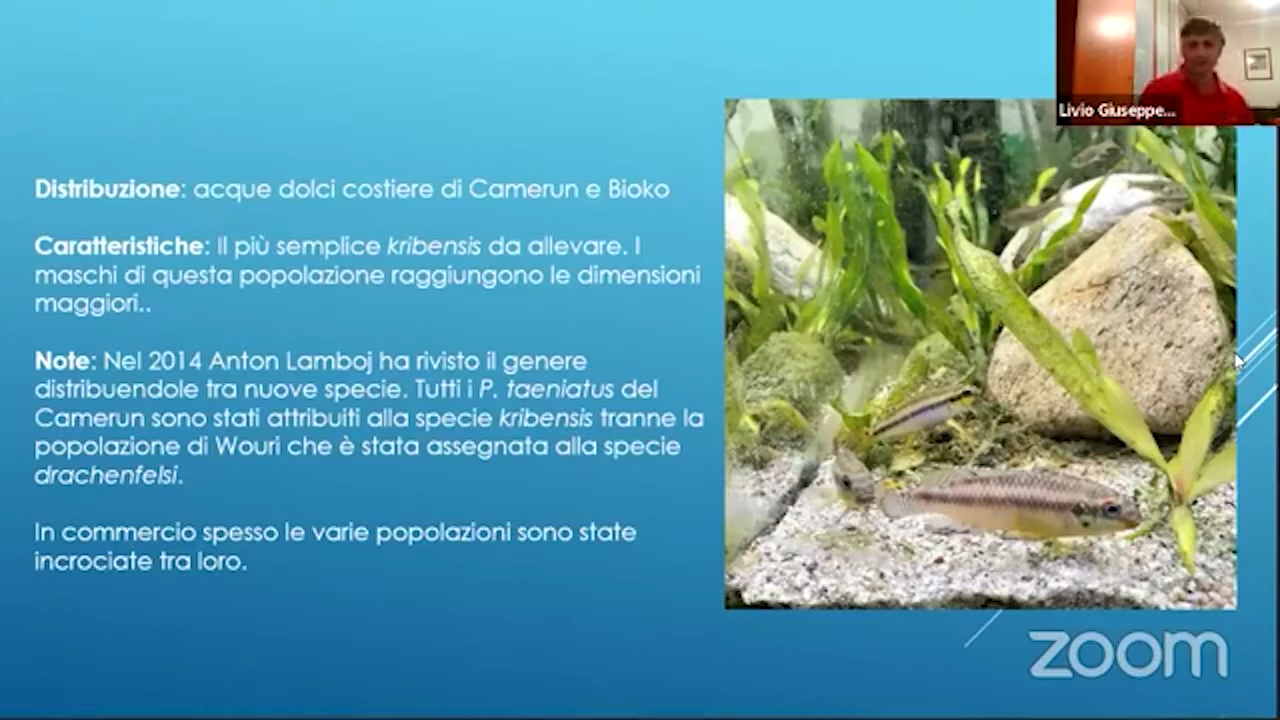 Livio Giuseppe...
Distribuzione: acque dolci costiere di Camerun e Bioko
Caratteristiche: Il più semplice kribensis da allevare. I
maschi di questa popolazione raggiungono le dimensioni
maggiori..
Note: Nel 2014 Anton Lamboj ha rivisto il genere
distribuendole tra nuove specie. Tutti i P. taeniatus del
Camerun sono stati attribuiti alla specie kribensis tranne la
popolazione di Wouri che è stata assegnata alla specie
drachenfelsi.
In commercio spesso le varie popolazioni sono state
incrociate tra loro.
zoom